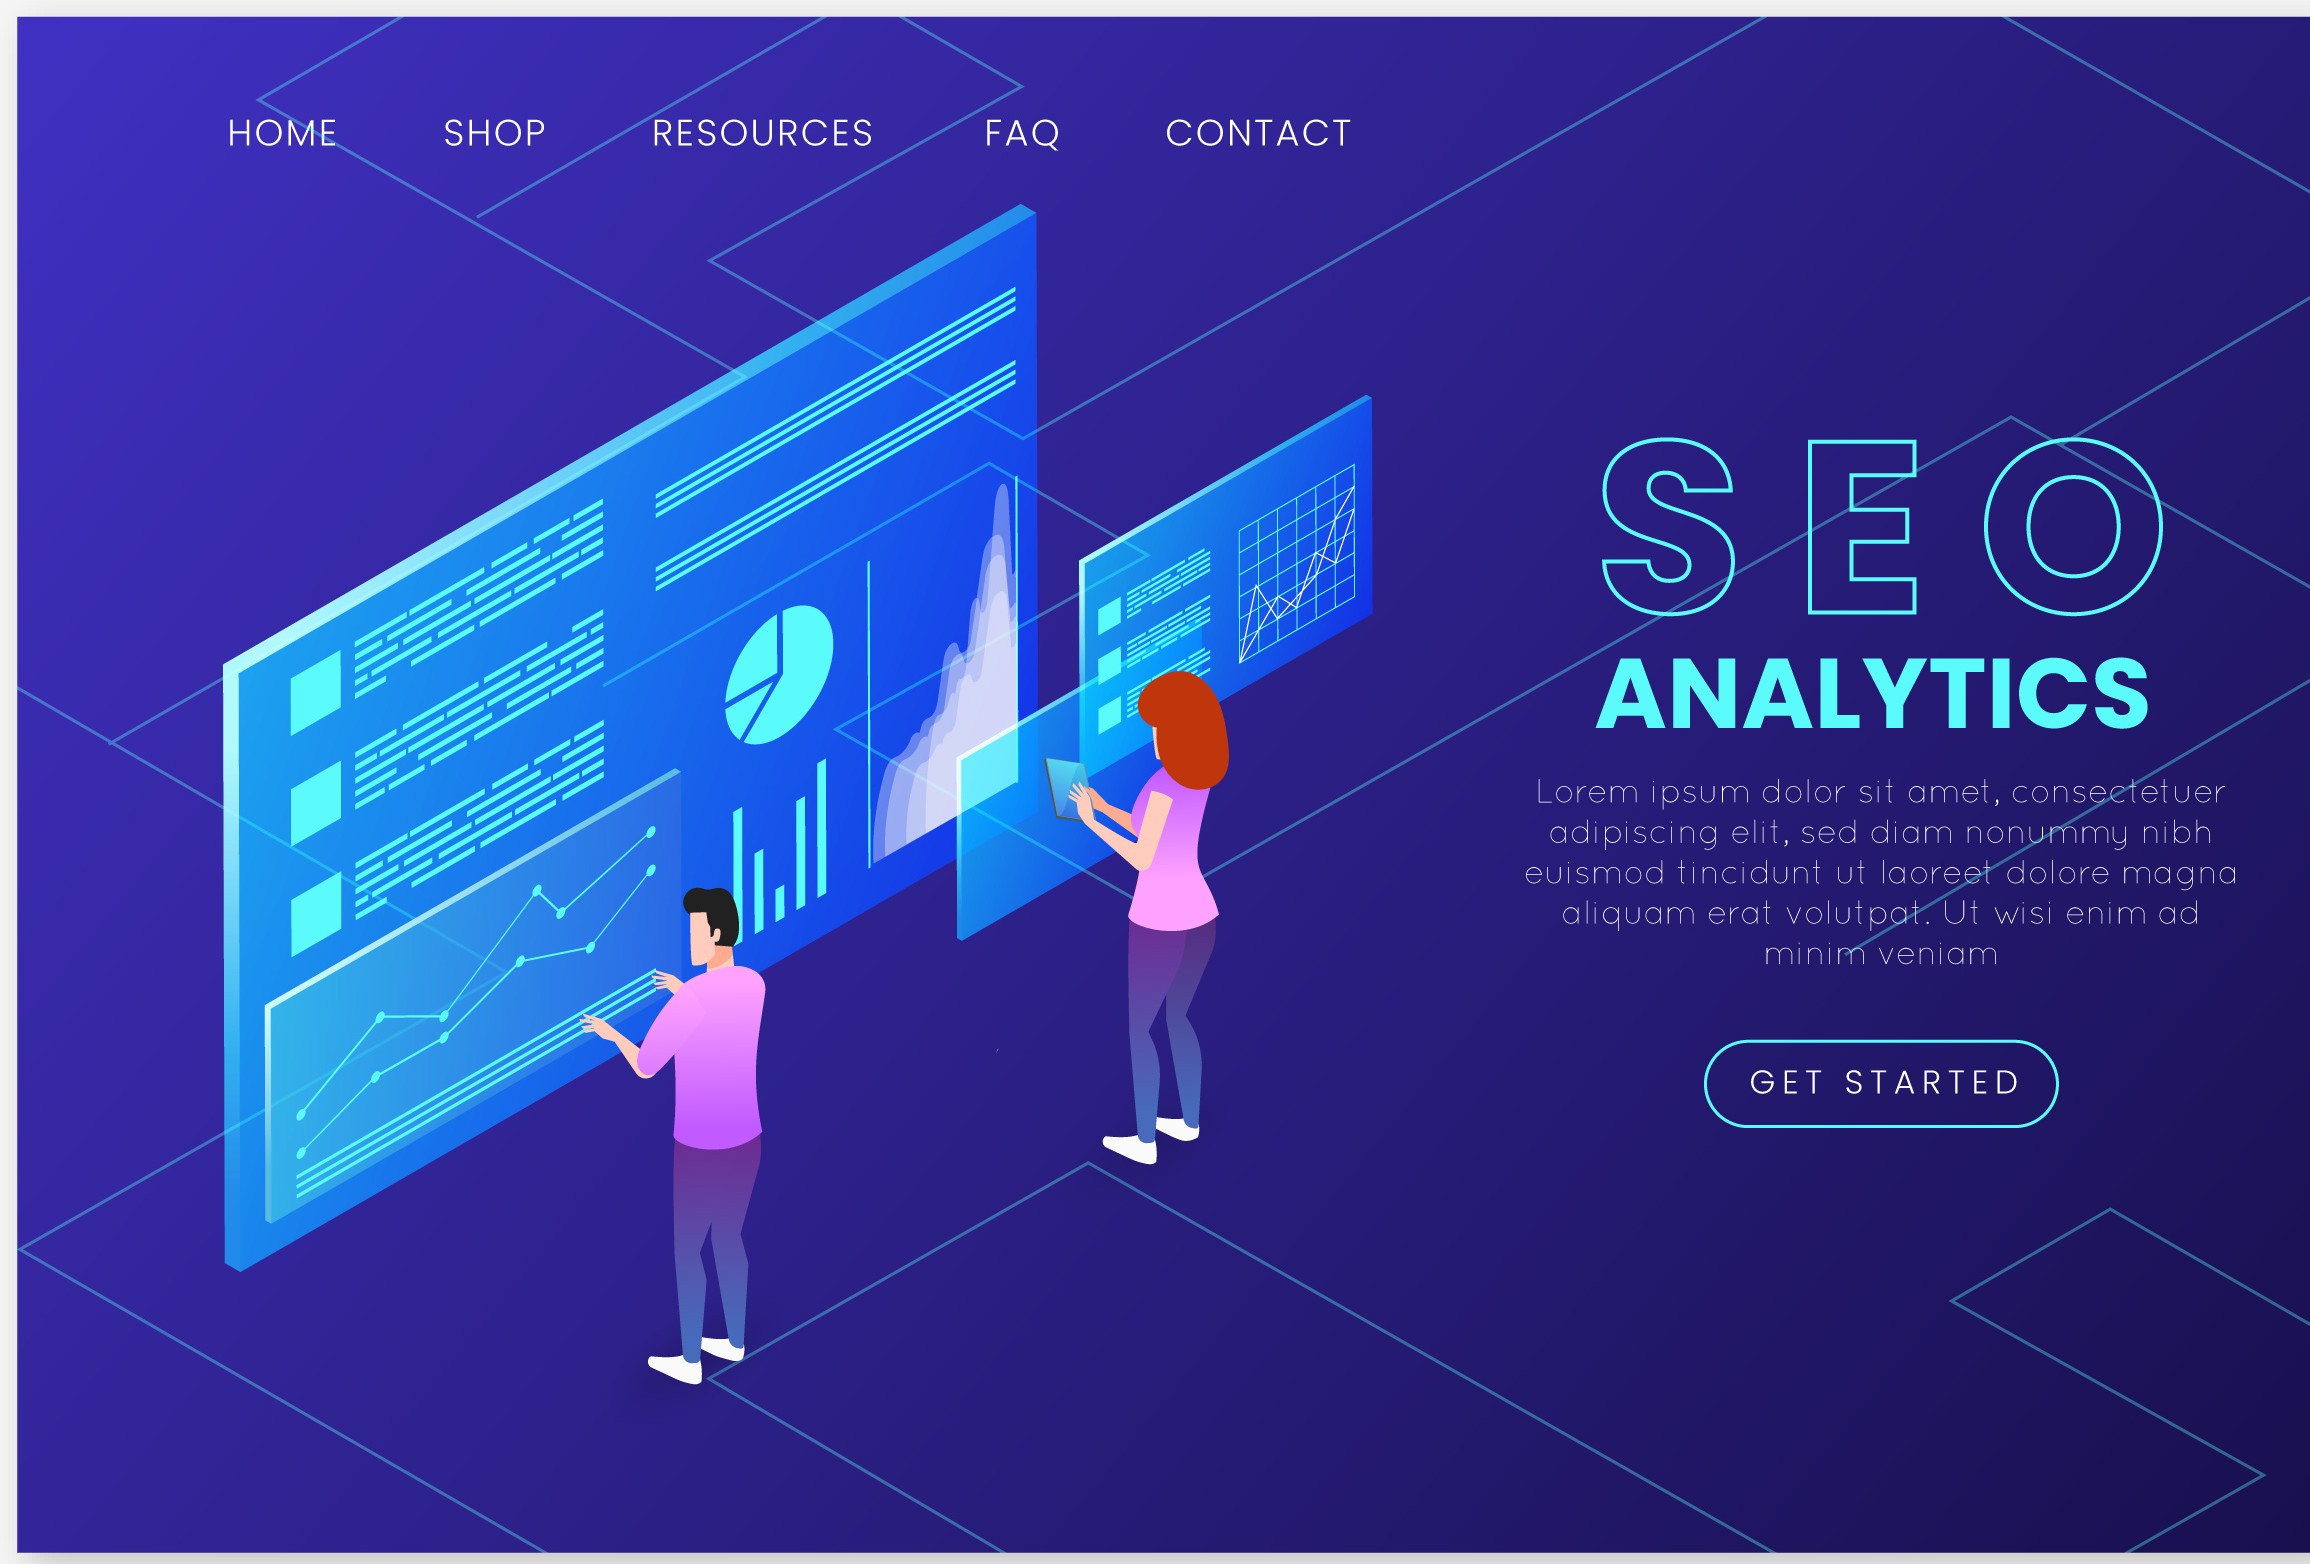 HOME SHOP RESOURCES FAQ CONTACT
SEO
ANALYTICS
Lorem ipsum dolor sit amet, consectetuer
adipiscing elit, sed diam nonummy nibh
euismod tincidunt ut laoreet dolore magna
aliquam erat volutpat. Ut wisi enim ad
minim veniam
GET STARTED